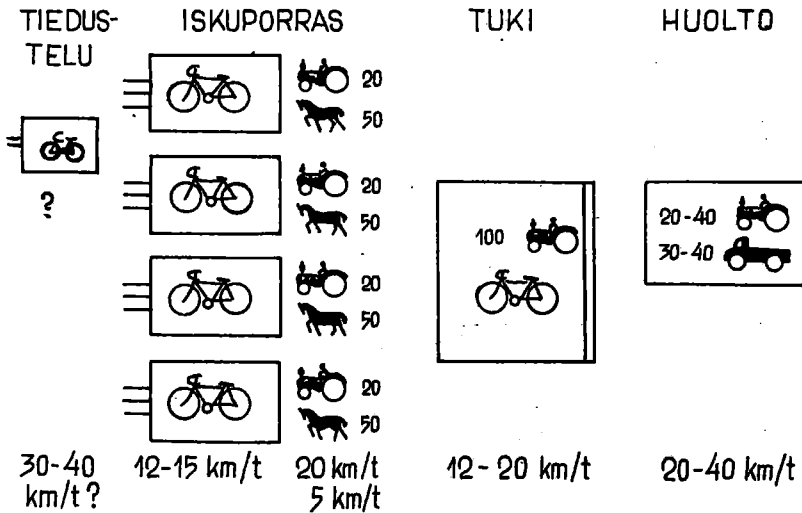 TIEDUS-
TELU
ISKUPORRAS
TUKI
HUOLTO
20
50
?
20
50
20
50
20
50
100
20-40
30-40
30-40
km/t?
12-15 km/t
20 km/t
5 km/t
12-20 km/t
20-40 km/t